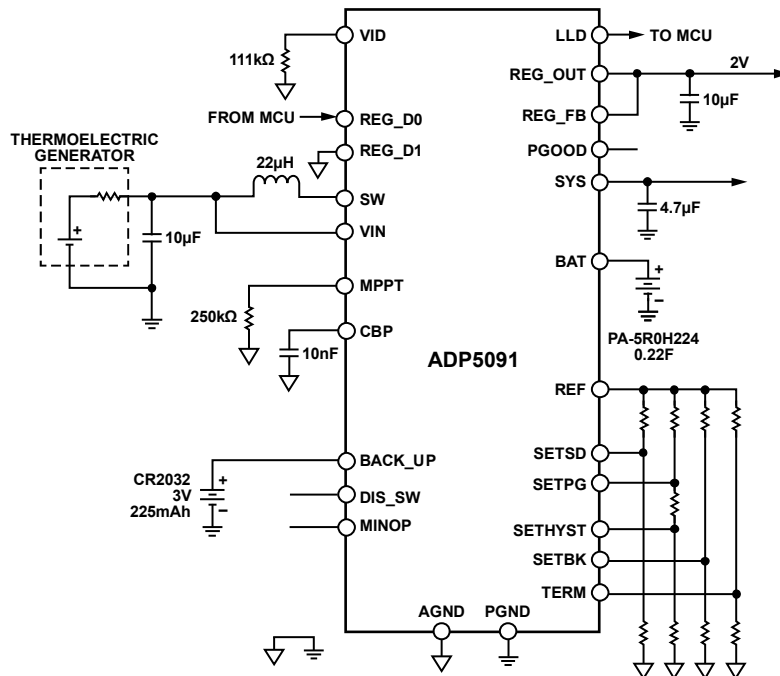 VID
111kΩ
FROM MCU
REG_D0
REG_D1
THERMOELECTRIC
GENERATOR
22µH
SW
+
10µF
VIN
MPPT
250kΩ
CBP
10nF
ADP5091
BACK_UP
CR2032
3V
225mAh
+
–
DIS_SW
MINOP
AGND
PGND
LLD
TO MCU
REG_OUT
2V
REG_FB
10µF
PGOOD
SYS
4.7µF
BAT
+
–
PA-5R0H224
0.22F
REF
SETSD
SETPG
SETHYST
SETBK
TERM